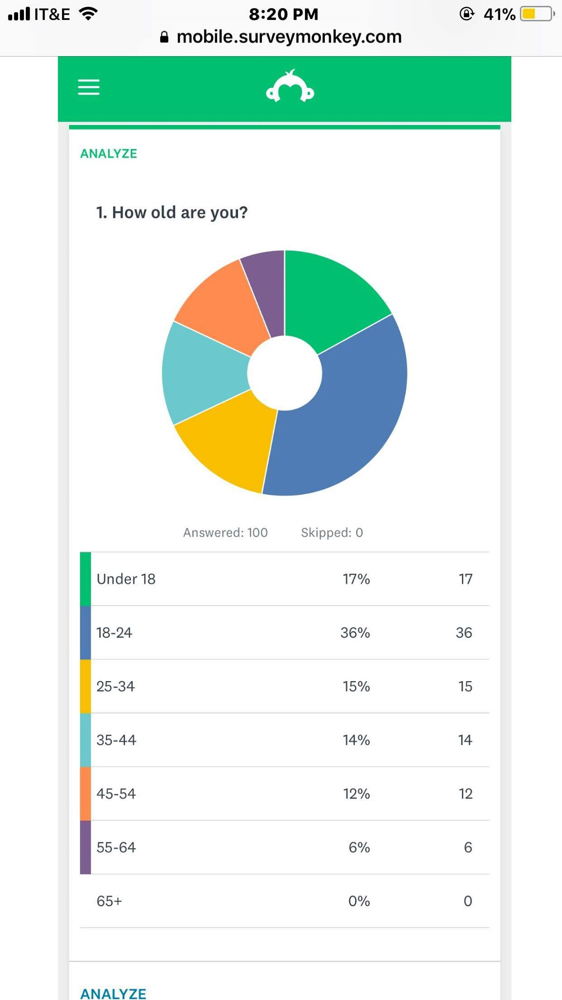 IT&E 8:20 PM 41%
mobile.surveymonkey.com
ANALYZE
1. How old are you?
Answered: 100 Skipped: 0
Under 18 17% 17
18-24 36% 36
25-34 15% 15
35-44 14% 14
45-54 12% 12
55-64 6% 6
65+ 0% 0
ANALYZE